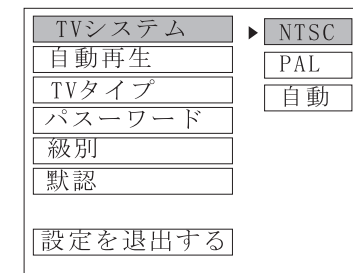 TVシステム
自動再生
TVタイプ
パスーワード
級別
默認
設定を退出する
NTSC
PAL
自動